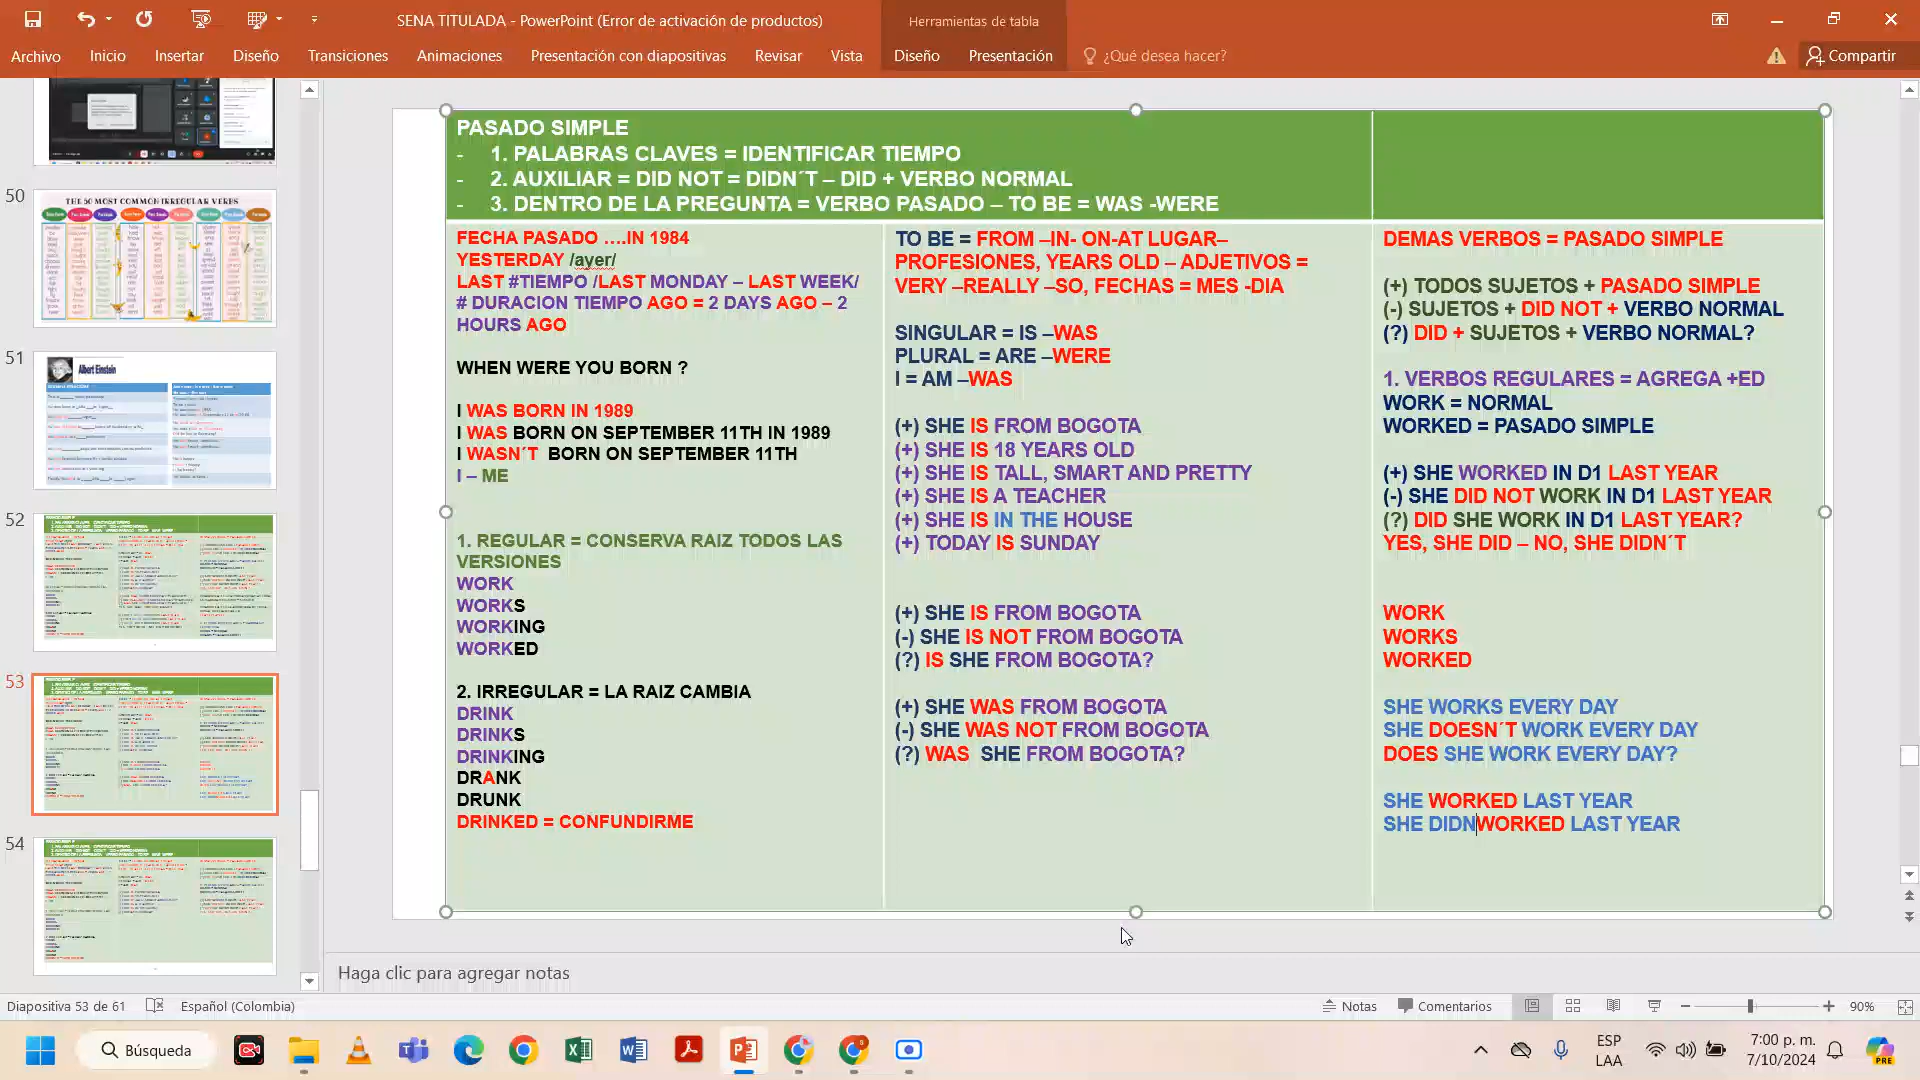 SENA TITULADA - PowerPoint (Error de activación de productos)
Herramientas de tabla
Archivo
Inicio
Insertar
Diseño
Transiciones
Animaciones
Presentación con diapositivas
Revisar
Vista
Diseño
Presentación
¿Qué desea hacer?
Compartir
50
THE 50 MOST COMMON IRREGULAR VERBS
51
Albert Einstein
52
53
54
PASADO SIMPLE
- 1. PALABRAS CLAVES = IDENTIFICAR TIEMPO
- 2. AUXILIAR = DID NOT = DIDN´T – DID + VERBO NORMAL
- 3. DENTRO DE LA PREGUNTA = VERBO PASADO – TO BE = WAS -WERE
FECHA PASADO ….IN 1984
YESTERDAY /ayer/
LAST #TIEMPO /LAST MONDAY – LAST WEEK/
# DURACION TIEMPO AGO = 2 DAYS AGO – 2
HOURS AGO
WHEN WERE YOU BORN ?
I WAS BORN IN 1989
I WAS BORN ON SEPTEMBER 11TH IN 1989
I WASN´T BORN ON SEPTEMBER 11TH
I – ME
1. REGULAR = CONSERVA RAIZ TODOS LAS
VERSIONES
WORK
WORKS
WORKING
WORKED
2. IRREGULAR = LA RAIZ CAMBIA
DRINK
DRINKS
DRINKING
DRANK
DRUNK
DRINKED = CONFUNDIRME
TO BE = FROM –IN- ON-AT LUGAR–
PROFESIONES, YEARS OLD – ADJETIVOS =
VERY –REALLY –SO, FECHAS = MES -DIA
SINGULAR = IS –WAS
PLURAL = ARE –WERE
I = AM –WAS
(+) SHE IS FROM BOGOTA
(+) SHE IS 18 YEARS OLD
(+) SHE IS TALL, SMART AND PRETTY
(+) SHE IS A TEACHER
(+) SHE IS IN THE HOUSE
(+) TODAY IS SUNDAY
(+) SHE IS FROM BOGOTA
(-) SHE IS NOT FROM BOGOTA
(?) IS SHE FROM BOGOTA?
(+) SHE WAS FROM BOGOTA
(-) SHE WAS NOT FROM BOGOTA
(?) WAS SHE FROM BOGOTA?
DEMAS VERBOS = PASADO SIMPLE
(+) TODOS SUJETOS + PASADO SIMPLE
(-) SUJETOS + DID NOT + VERBO NORMAL
(?) DID + SUJETOS + VERBO NORMAL?
1. VERBOS REGULARES = AGREGA +ED
WORK = NORMAL
WORKED = PASADO SIMPLE
(+) SHE WORKED IN D1 LAST YEAR
(-) SHE DID NOT WORK IN D1 LAST YEAR
(?) DID SHE WORK IN D1 LAST YEAR?
YES, SHE DID – NO, SHE DIDN´T
WORK
WORKS
WORKED
SHE WORKS EVERY DAY
SHE DOESN´T WORK EVERY DAY
DOES SHE WORK EVERY DAY?
SHE WORKED LAST YEAR
SHE DIDNWORKED LAST YEAR
Haga clic para agregar notas
Diapositiva 53 de 61
Español (Colombia)
Notas
Comentarios
90%
Búsqueda
ESP
LAA
7:00 p. m.
7/10/2024
PRE